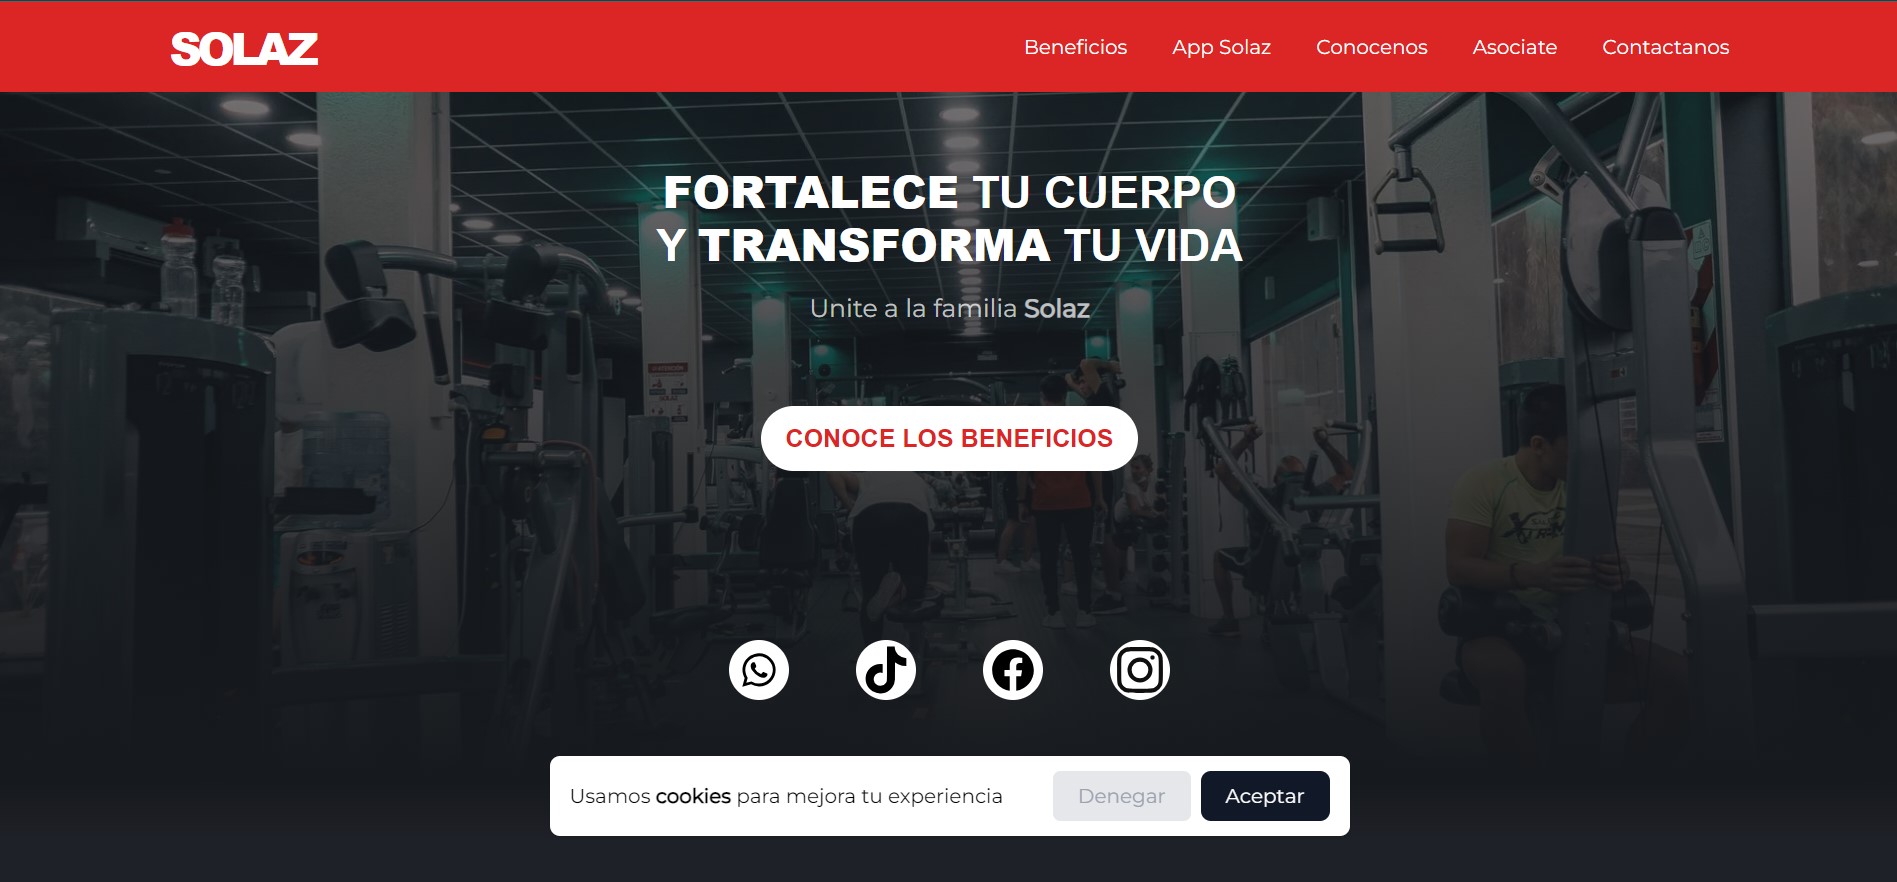 SOLAZ
Beneficios
App Solaz
Conocenos
Asociate
Contactanos
FORTALECE TU CUERPO
Y TRANSFORMA TU VIDA
Unite a la familia Solaz
CONOCE LOS BENEFICIOS
Usamos cookies para mejora tu experiencia
Denegar
Aceptar